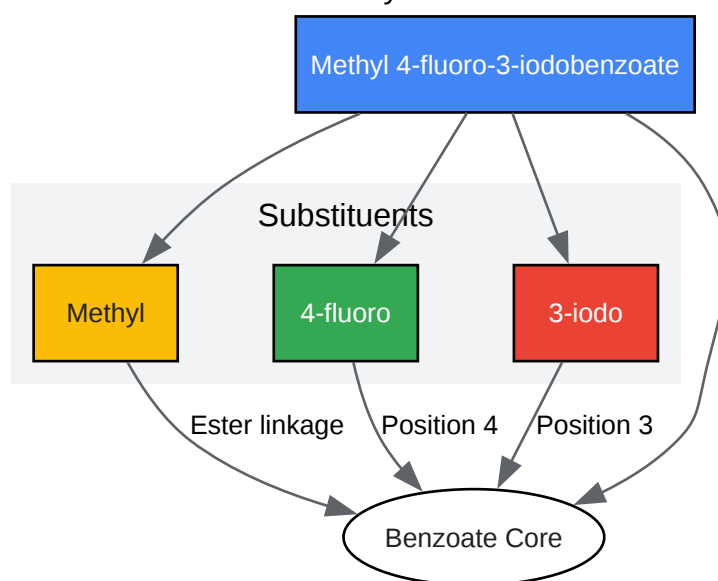 Methyl 4-fluoro-3-iodobenzoate
Substituents
Methyl
4-fluoro
3-iodo
Ester linkage
Position 4
Position 3
Benzoate Core